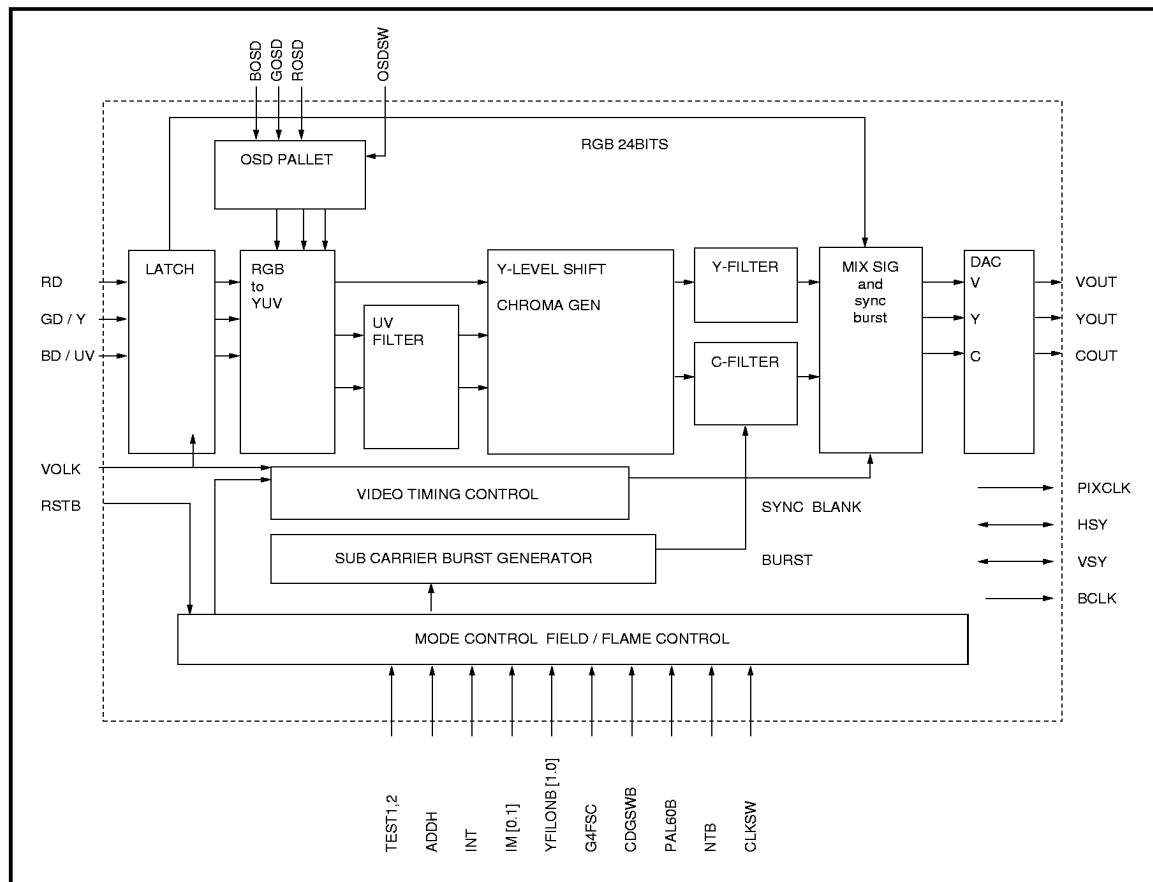 BOSD
GOSD
ROSD
OSDSW
OSD PALLET
RGB 24BITS
LATCH
RGB
to
YUV
UV
FILTER
Y-LEVEL SHIFT
CHROMA GEN
Y-FILTER
C-FILTER
MIX SIG
and
sync
burst
DAC
V
Y
C
RD
GD / Y
BD / UV
VOLK
RSTB
VOUT
YOUT
COUT
VIDEO TIMING CONTROL
SYNC BLANK
SUB CARRIER BURST GENERATOR
BURST
PIXCLK
HSY
VSY
BCLK
MODE CONTROL FIELD / FLAME CONTROL
TEST1,2
ADDH
INT
IM [0.1]
YFILONB [1.0]
G4FSC
CDGSWB
PAL60B
NTB
CLKSW